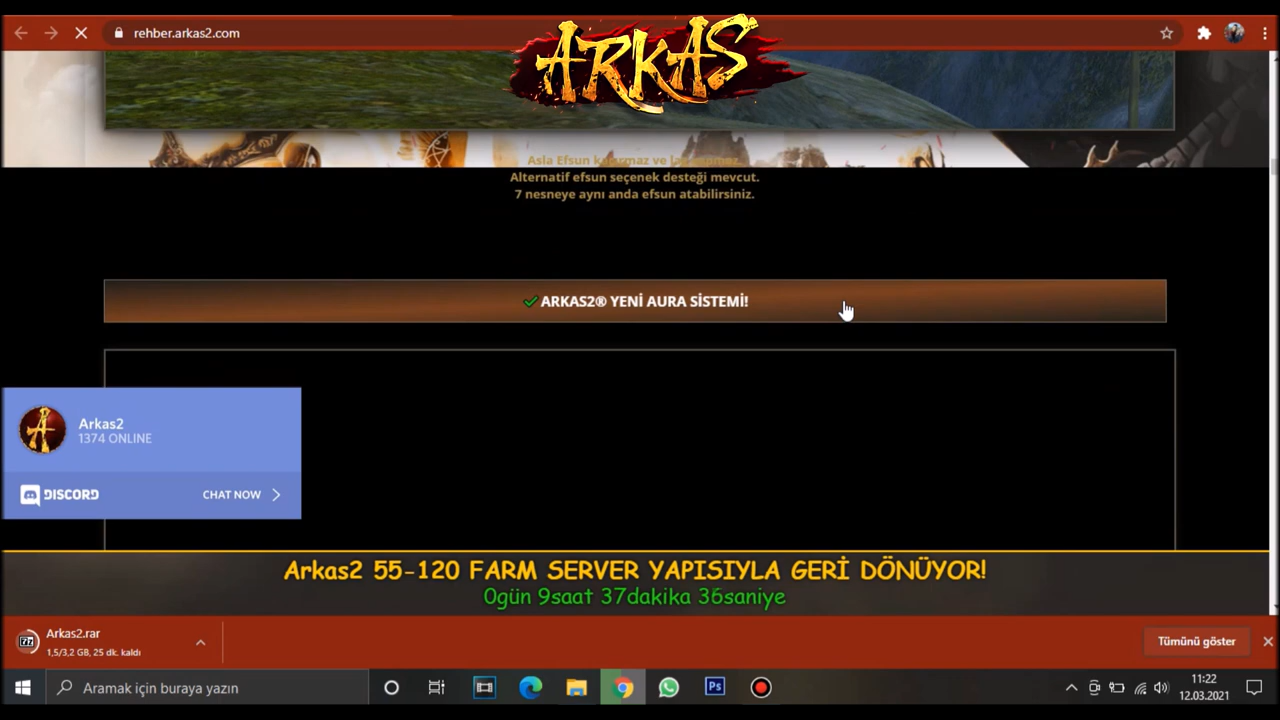 rehber.arkas2.com
ARKAS
Asla Efsun
Alternatif efsun seçenek desteği mevcut.
7 nesneye aynı anda efsun atabilirsiniz.
ARKAS2® YENİ AURA SİSTEMİ!
Arkas2
1374 ONLINE
DISCORD
CHAT NOW
Arkas2 55-120 FARM SERVER YAPISIYLA GERİ DÖNÜYOR!
0gün 9saat 37dakika 36saniye
Arkas2.rar
1,5/3,2 GB, 25 dk. kaldı
Tümünü göster
Aramak için buraya yazın
Ps
11:22
12.03.2021